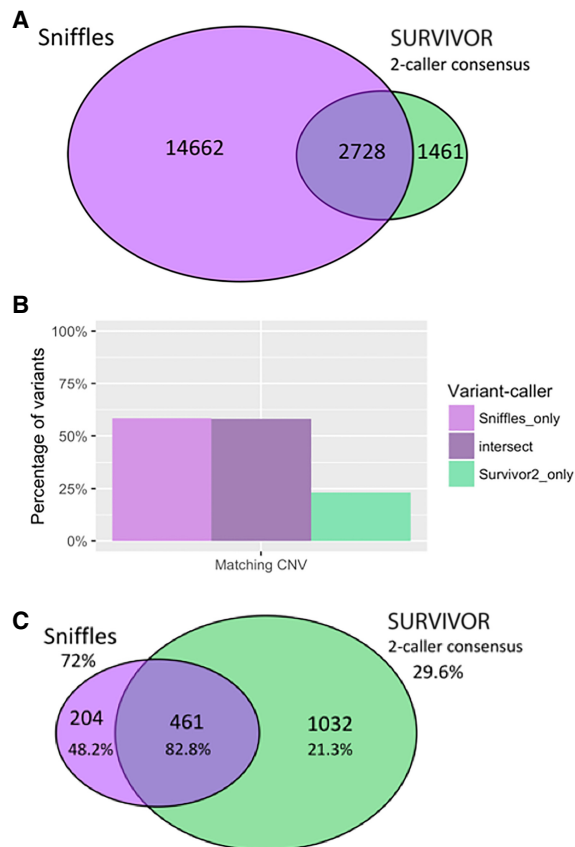 A
Sniffles
SURVIVOR
2-caller consensus
14662
2728
1461
B
Percentage of variants
100%
75%
50%
25%
0%
Matching CNV
Variant-caller
Sniffles_only
intersect
Survivor2_only
C
Sniffles
72%
SURVIVOR
2-caller consensus
29.6%
204
48.2%
461
82.8%
1032
21.3%